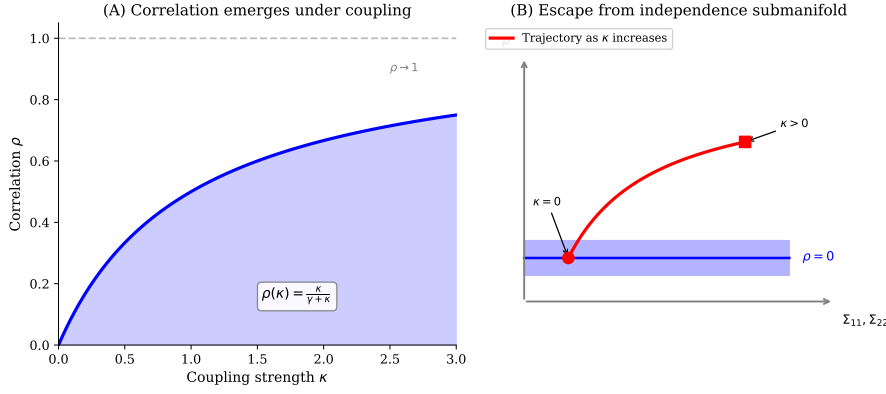 (A) Correlation emerges under coupling
1.0
0.8
0.6
0.4
0.2
0.0
Correlation ρ
ρ → 1
ρ(κ) = κ/(γ+κ)
0.0 0.5 1.0 1.5 2.0 2.5 3.0
Coupling strength κ
(B) Escape from independence submanifold
Trajectory as κ increases
κ > 0
κ = 0
ρ = 0
Σ₁₁, Σ₂₂